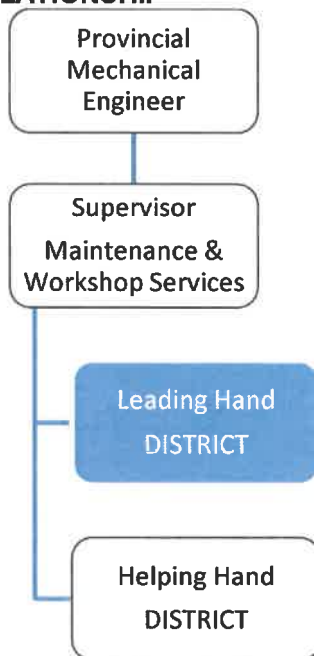 Provincial
Mechanical
Engineer
Supervisor
Maintenance &
Workshop Services
Leading Hand
DISTRICT
Helping Hand
DISTRICT